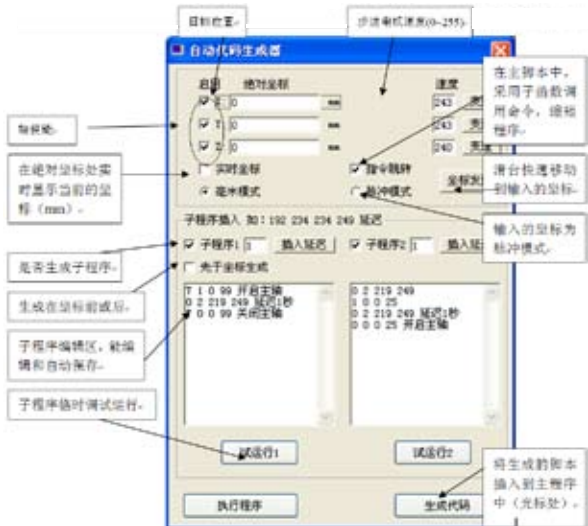 目标位置
步进电机速度(0~255)
自动代码生成器
启用 绝对坐标 速度
在主脚本中,
采用子函数调
用命令,缩短
程序。
轴使能
0 mm 243
Y 0 mm 243
Z 0 mm 240
在绝对坐标处实
时显示当前的坐
标(mm)。
实时坐标 指令跳转
毫米模式 脉冲模式
滑台快速移动
到输入的坐标。
子程序插入 如:192 234 234 249 延迟
输入的坐标为
脉冲模式。
子程序1 1 插入延迟 子程序2 1 插入延
是否生成子程序。
先于坐标生成
生成在坐标前或后。
T 1 0 99 开启主轴
0 2 219 249 延迟1秒
T 0 0 99 关闭主轴
0 2 219 249
1 0 0 25
0 2 219 249 延迟1秒
0 0 0 25 开启主轴
子程序编辑区,能编
辑和自动保存。
子程序临时调试运行。
试运行1 试运行2
将生成的脚本
插入到主程序
中(光标处)。
执行程序 生成代码